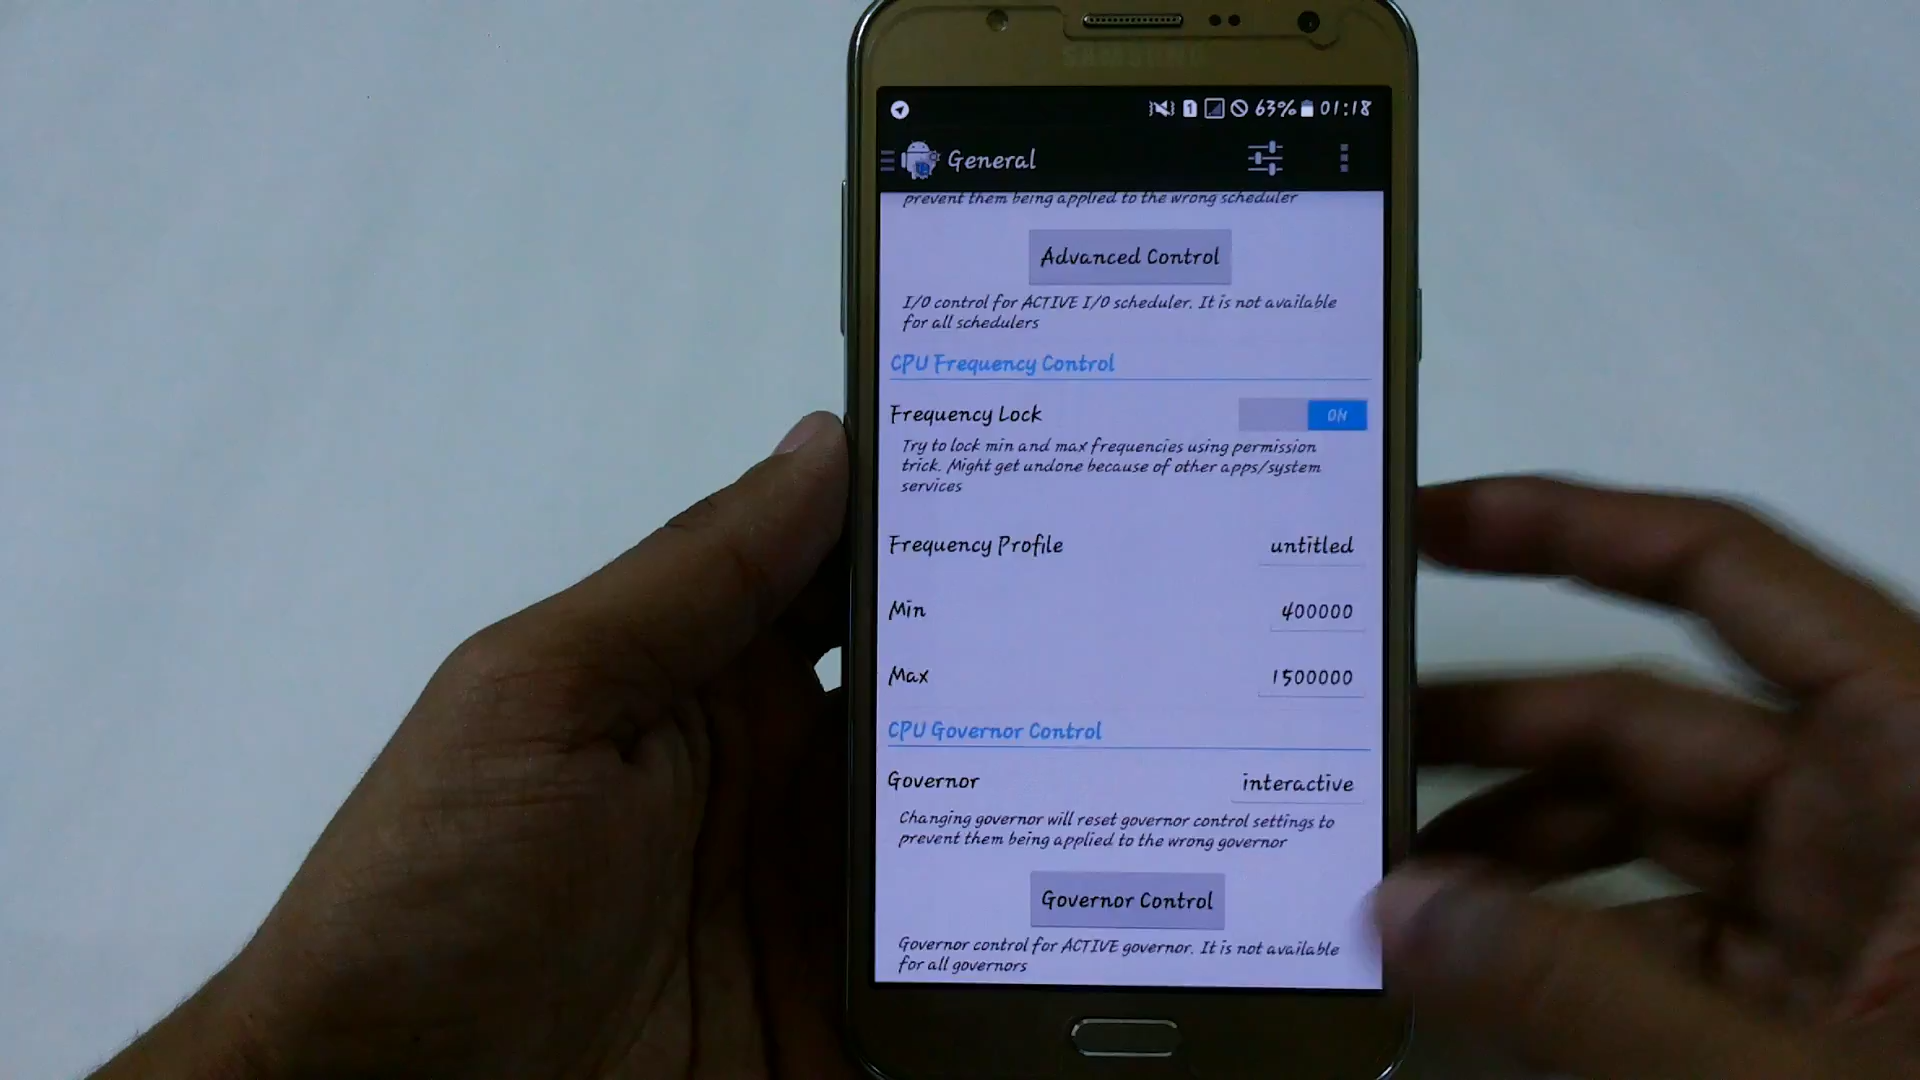 SAMSUNG
1 63% 01:18
General
prevent them being applied to the wrong scheduler
Advanced Control
I/O control for ACTIVE I/O scheduler. It is not available
for all schedulers
CPU Frequency Control
Frequency Lock ON
Try to lock min and max frequencies using permission
trick. Might get undone because of other apps/system
services
Frequency Profile untitled
Min 400000
Max 1500000
CPU Governor Control
Governor interactive
Changing governor will reset governor control settings to
prevent them being applied to the wrong governor
Governor Control
Governor control for ACTIVE governor. It is not available
for all governors